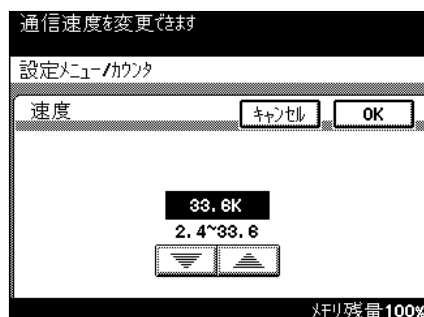 通信速度を変更できます
設定メニュー/カウンタ
速度 キャンセル OK
33.6K
2.4~33.6
メモリ残量100%